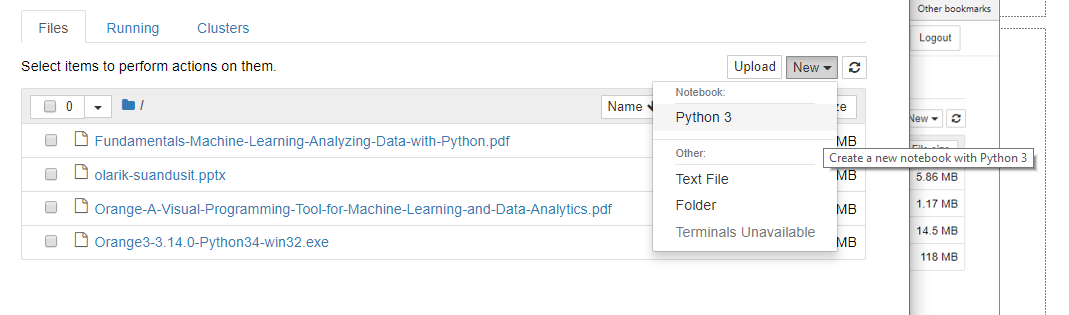 Other bookmarks
Files Running Clusters
Logout
Select items to perform actions on them.
Upload New
0 / Name ze
Notebook:
Python 3
New
Fundamentals-Machine-Learning-Analyzing-Data-with-Python.pdf MB
Other:
Create a new notebook with Python 3
olarik-suandusit.pptx
Text File
MB
5.86 MB
Orange-A-Visual-Programming-Tool-for-Machine-Learning-and-Data-Analytics.pdf
Folder
MB
1.17 MB
Orange3-3.14.0-Python34-win32.exe
Terminals Unavailable
MB
14.5 MB
118 MB